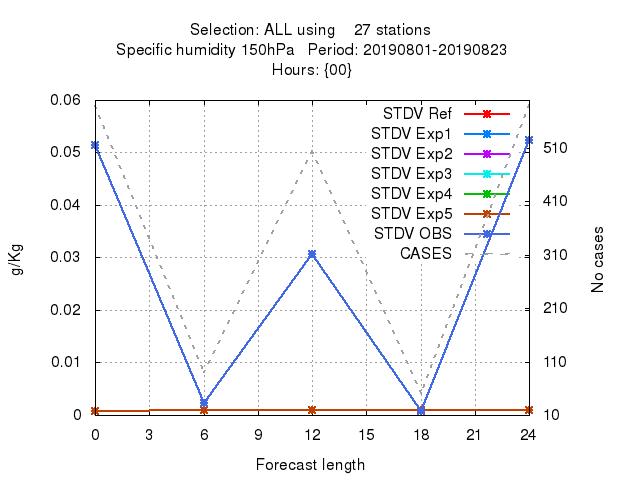 Selection: ALL using    27 stations
Specific humidity 150hPa   Period: 20190801-20190823
Hours: {00}
0.06
0.05
0.04
0.03
0.02
0.01
0
g/Kg
STDV Ref
STDV Exp1
STDV Exp2
STDV Exp3
STDV Exp4
STDV Exp5
STDV OBS
CASES
510
410
310
210
110
10
No cases
0 3 6 9 12 15 18 21 24
Forecast length